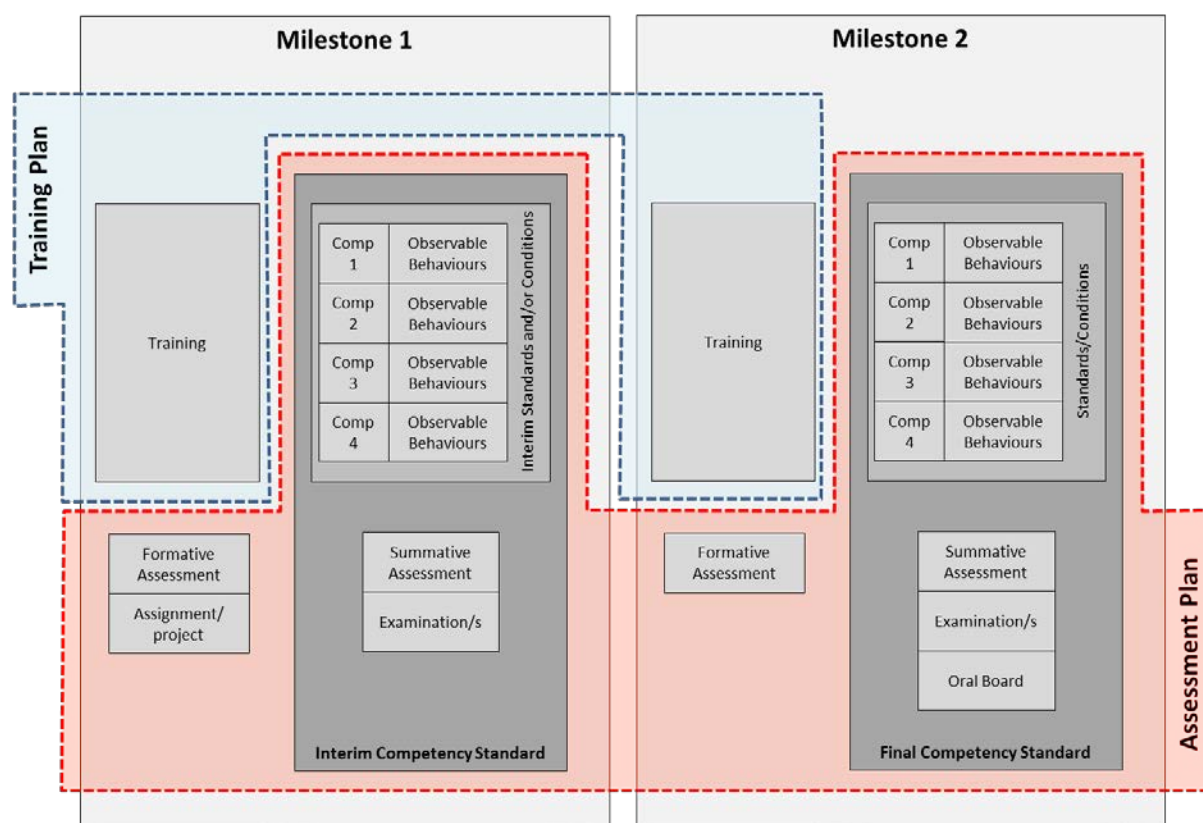 Milestone 1
Milestone 2
Training Plan
Training
Comp
1
Observable
Behaviours
Comp
2
Observable
Behaviours
Comp
3
Observable
Behaviours
Comp
4
Observable
Behaviours
Interim Standards and/or Conditions
Formative
Assessment
Assignment/
project
Summative
Assessment
Examination/s
Interim Competency Standard
Training
Comp
1
Observable
Behaviours
Comp
2
Observable
Behaviours
Comp
3
Observable
Behaviours
Comp
4
Observable
Behaviours
Standards/Conditions
Formative
Assessment
Summative
Assessment
Examination/s
Oral Board
Final Competency Standard
Assessment Plan